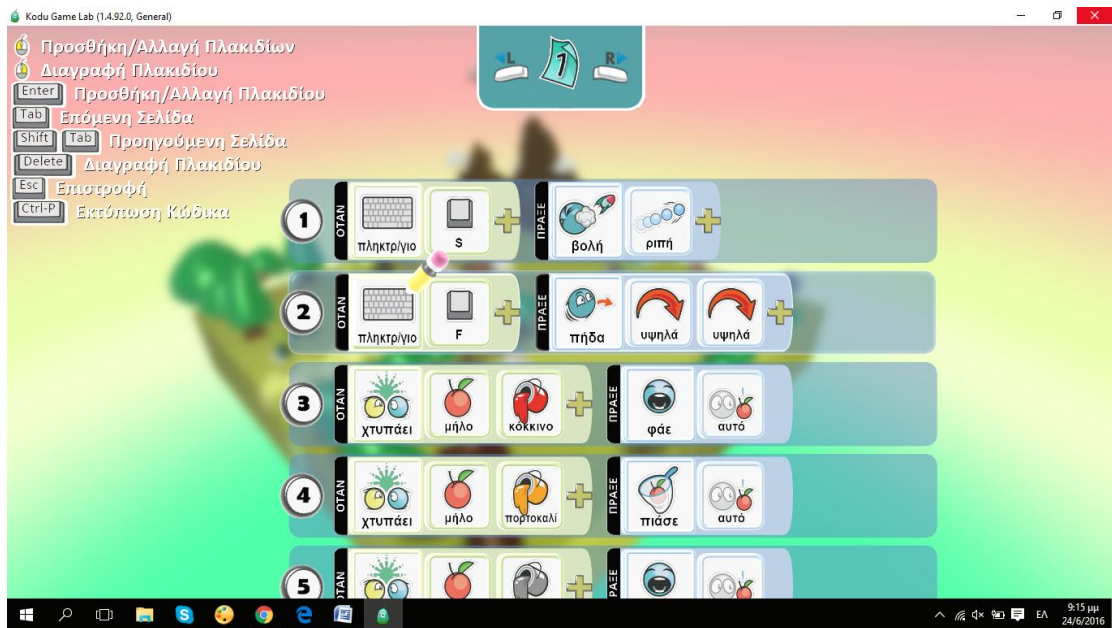 Kodu Game Lab (1.4.92.0, General)
Προσθήκη/Αλλαγή Πλακιδίων
Διαγραφή Πλακιδίου
Enter Προσθήκη/Αλλαγή Πλακιδίου
Tab Επόμενη Σελίδα
Shift Tab Προηγούμενη Σελίδα
Delete Διαγραφή Πλακιδίου
Esc Επιστροφή
Ctrl-P Εκτύπωση Κώδικα
L 1 R
1 ΟΤΑΝ πληκτρ/γιο S ΠΡΑΞΕ βολή ριπή
2 ΟΤΑΝ πληκτρ/γιο F ΠΡΑΞΕ πήδα υψηλά υψηλά
3 ΟΤΑΝ χτυπάει μήλο κόκκινο ΠΡΑΞΕ φάε αυτό
4 ΟΤΑΝ χτυπάει μήλο πορτοκαλί ΠΡΑΞΕ πιάσε αυτό
5 ΟΤΑΝ ΠΡΑΞΕ
ΕΛ 9:15 μμ
24/6/2016